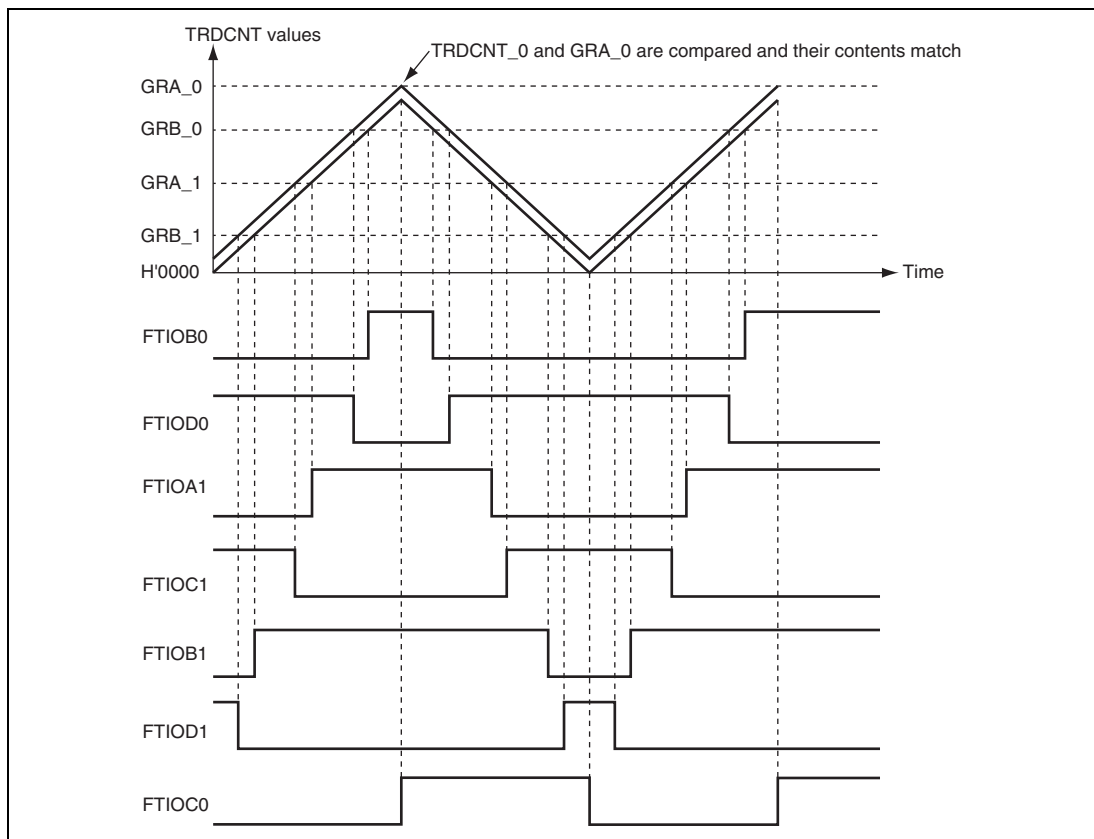 TRDCNT values
TRDCNT_0 and GRA_0 are compared and their contents match
GRA_0
GRB_0
GRA_1
GRB_1
H'0000
Time
FTIOB0
FTIOD0
FTIOA1
FTIOC1
FTIOB1
FTIOD1
FTIOC0